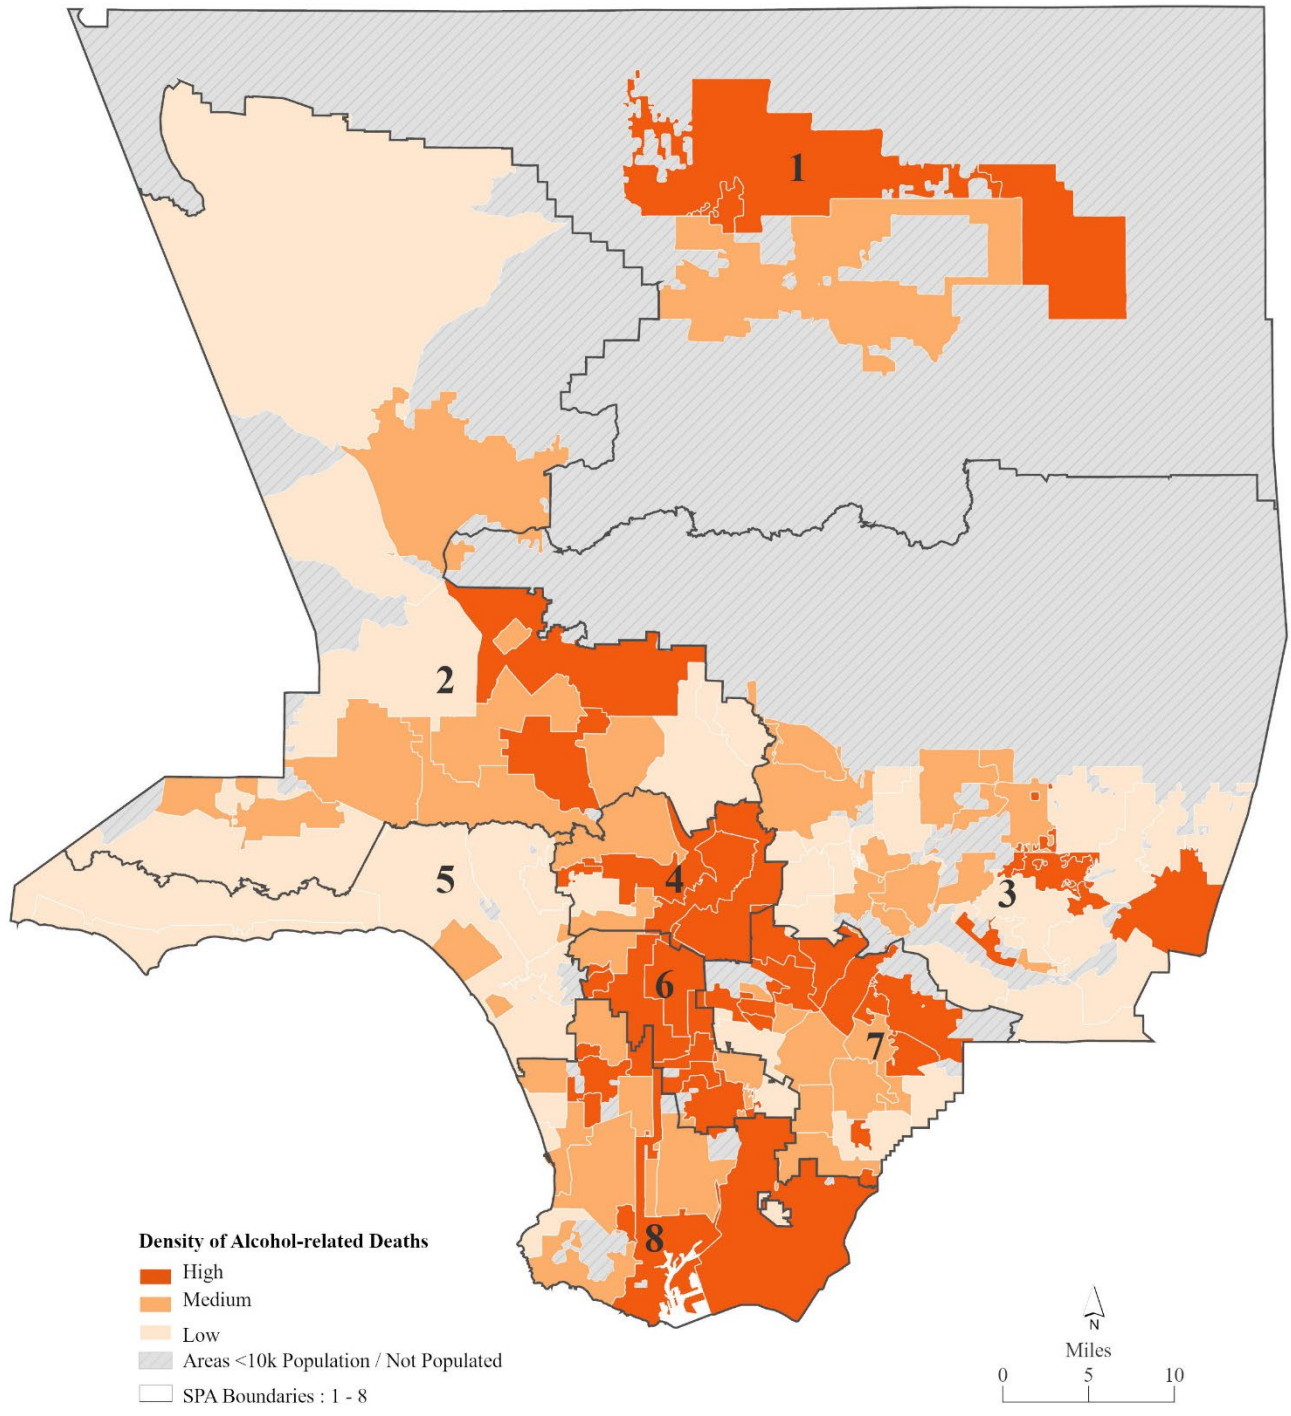 1
2
3
4
5
6
7
8
Density of Alcohol-related Deaths
High
Medium
Low
Areas <10k Population / Not Populated
SPA Boundaries : 1 - 8
N
Miles
0 5 10